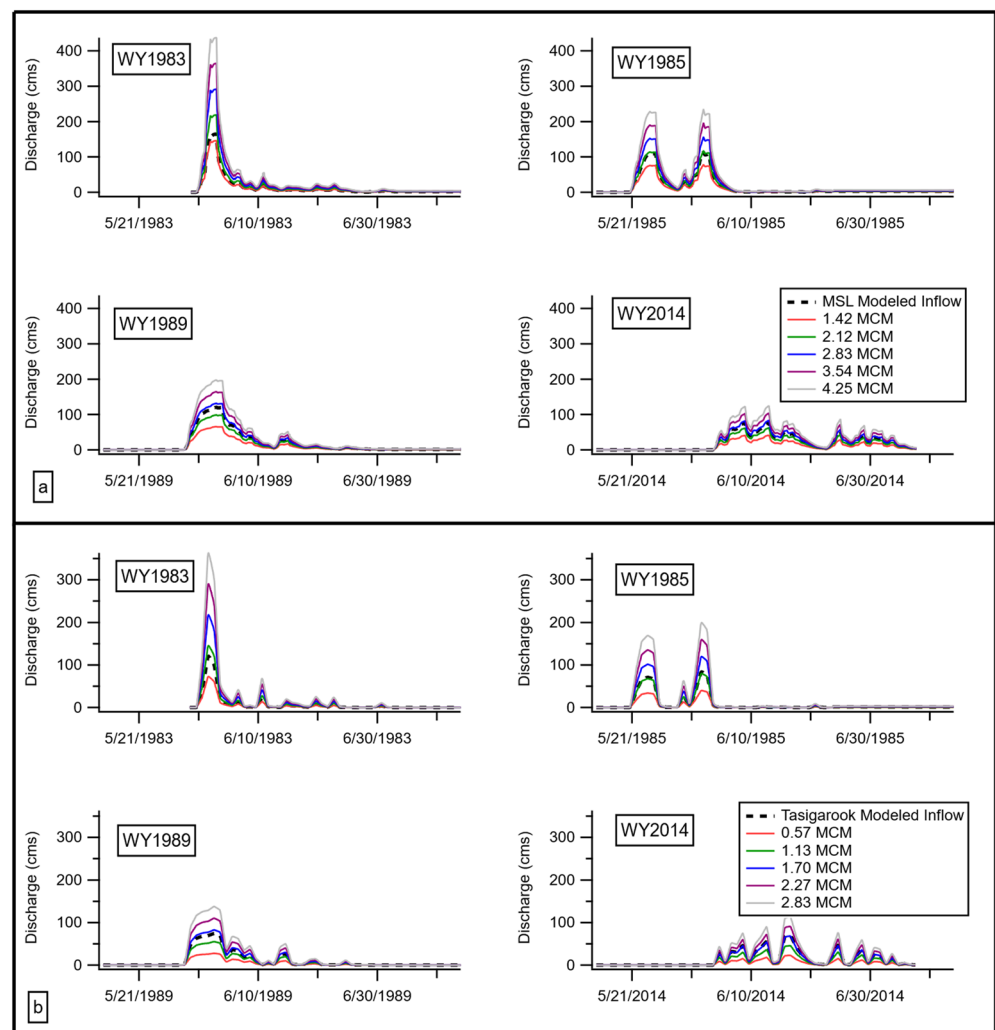 WY1983
Discharge (cms)
400
300
200
100
0
5/21/1983
6/10/1983
6/30/1983
WY1985
Discharge (cms)
400
300
200
100
0
5/21/1985
6/10/1985
6/30/1985
WY1989
Discharge (cms)
400
300
200
100
0
5/21/1989
6/10/1989
6/30/1989
WY2014
Discharge (cms)
400
300
200
100
0
5/21/2014
6/10/2014
6/30/2014
MSL Modeled Inflow
1.42 MCM
2.12 MCM
2.83 MCM
3.54 MCM
4.25 MCM
a
WY1983
Discharge (cms)
300
200
100
0
5/21/1983
6/10/1983
6/30/1983
WY1985
Discharge (cms)
300
200
100
0
5/21/1985
6/10/1985
6/30/1985
WY1989
Discharge (cms)
300
200
100
0
5/21/1989
6/10/1989
6/30/1989
WY2014
Discharge (cms)
300
200
100
0
5/21/2014
6/10/2014
6/30/2014
Tasigarook Modeled Inflow
0.57 MCM
1.13 MCM
1.70 MCM
2.27 MCM
2.83 MCM
b